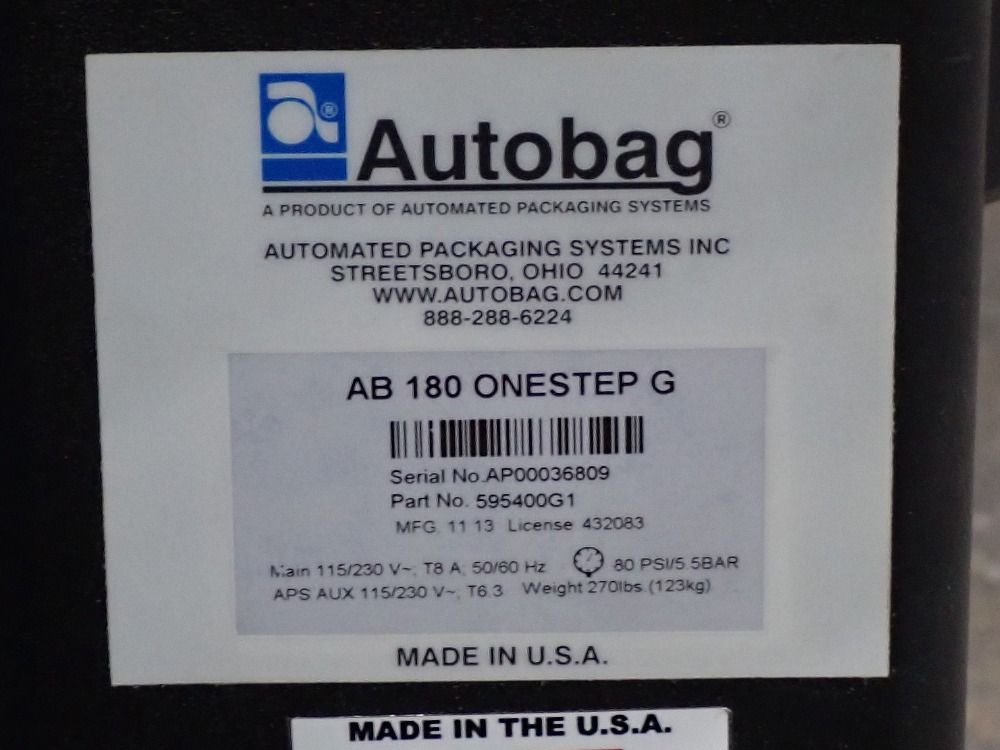 a®
Autobag®
A PRODUCT OF AUTOMATED PACKAGING SYSTEMS
AUTOMATED PACKAGING SYSTEMS INC
STREETSBORO, OHIO 44241
WWW.AUTOBAG.COM
888-288-6224
AB 180 ONESTEP G
Serial No.AP00036809
Part No. 595400G1
MFG. 11 13 License 432083
Main 115/230 V~, T8 A, 50/60 Hz 80 PSI/5.5BAR
APS AUX 115/230 V~, T6.3 Weight 270lbs.(123kg)
MADE IN U.S.A.
MADE IN THE U.S.A.